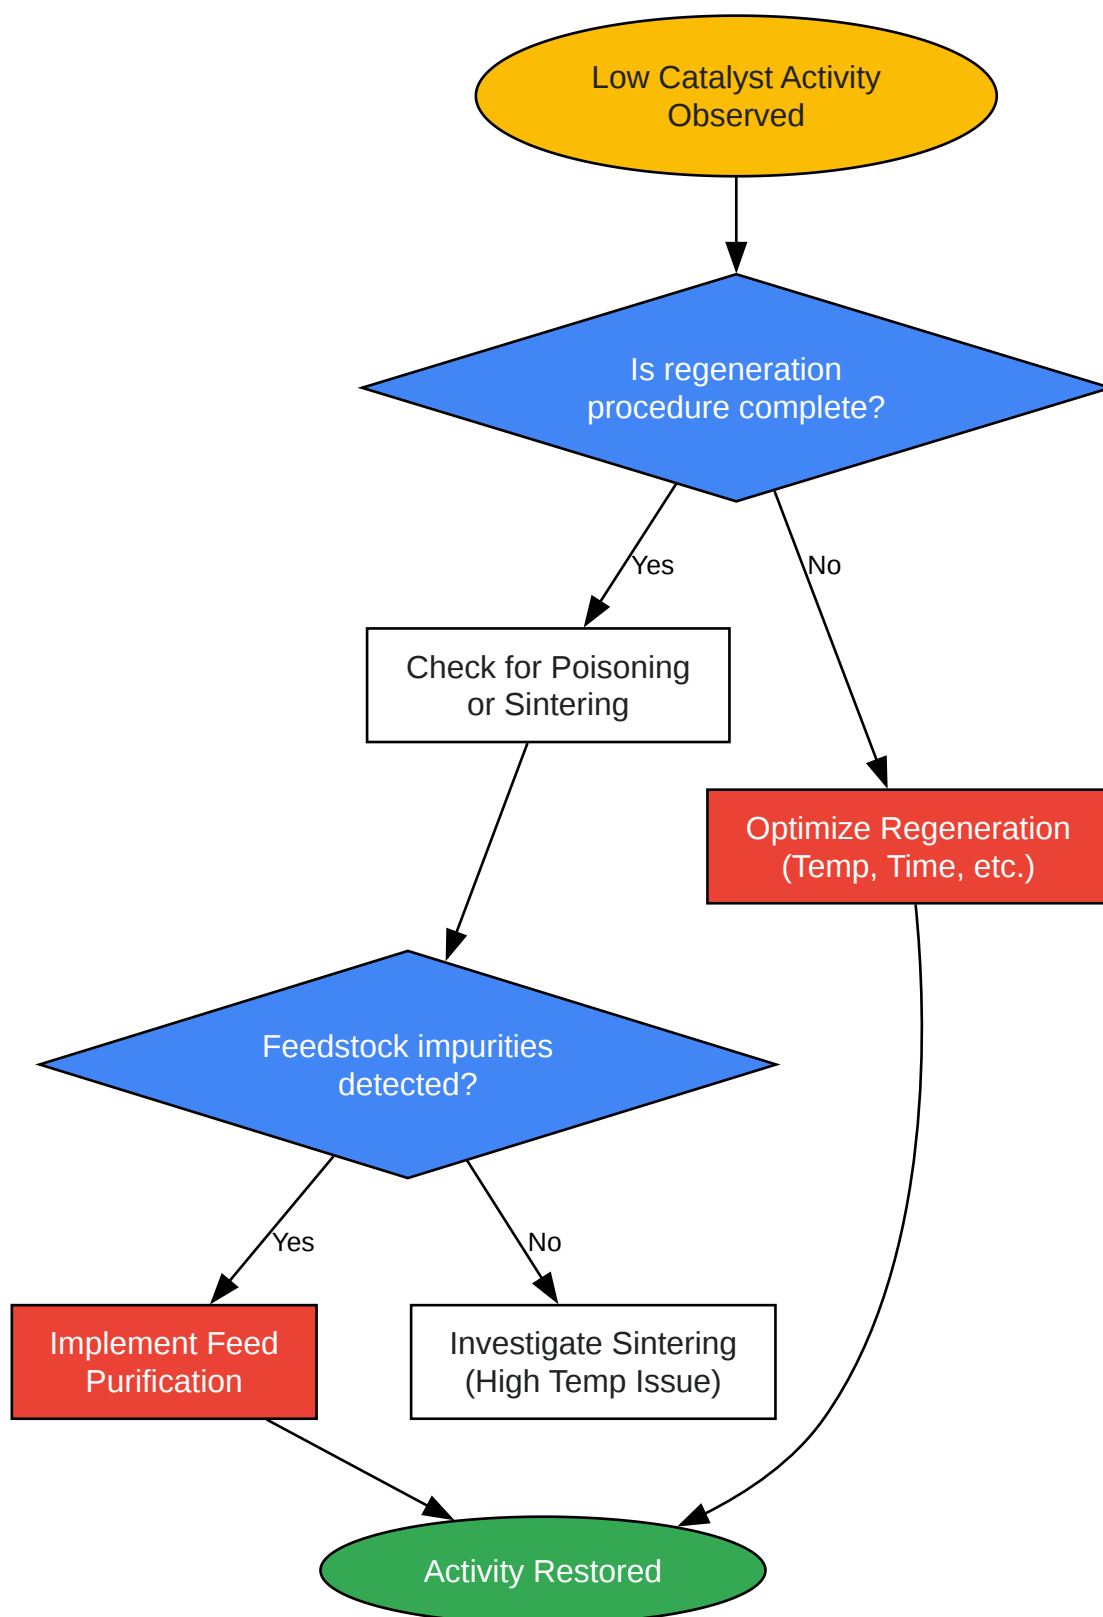 Low Catalyst Activity
Observed
Is regeneration
procedure complete?
Yes
No
Check for Poisoning
or Sintering
Optimize Regeneration
(Temp, Time, etc.)
Feedstock impurities
detected?
Yes
No
Implement Feed
Purification
Investigate Sintering
(High Temp Issue)
Activity Restored